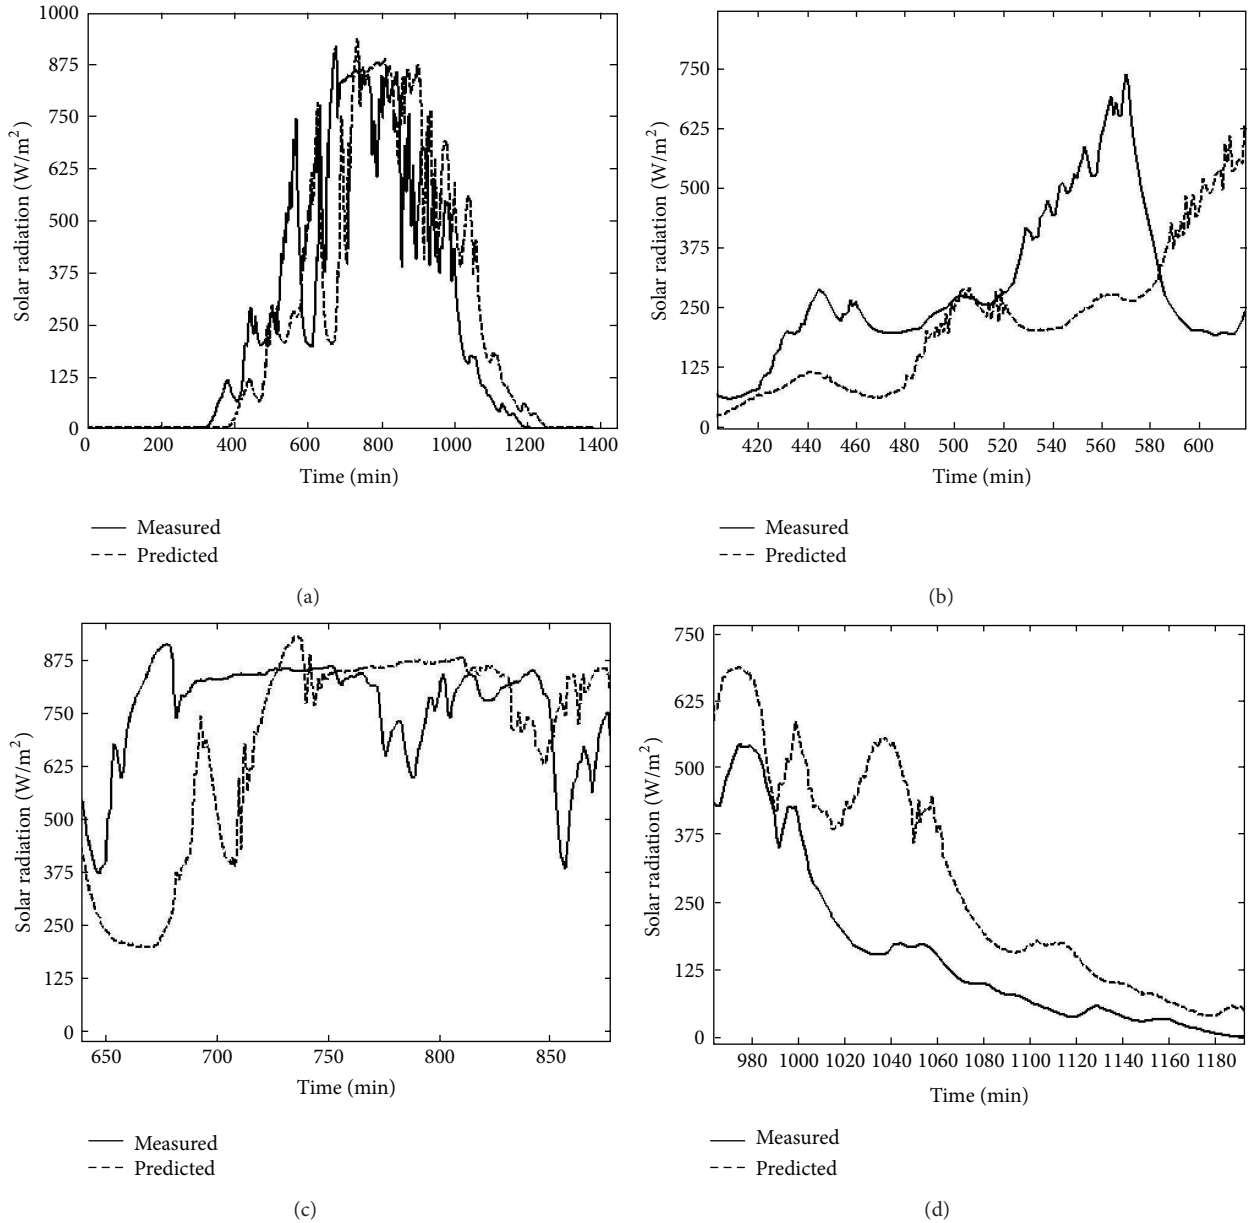 1000
875
750
625
500
375
250
125
0
Solar radiation (W/m²)
0 200 400 600 800 1000 1200 1400
Time (min)
Measured
Predicted
(a)
750
625
500
375
250
125
0
Solar radiation (W/m²)
420 440 460 480 500 520 540 560 580 600
Time (min)
Measured
Predicted
(b)
875
750
625
500
375
250
125
0
Solar radiation (W/m²)
650 700 750 800 850
Time (min)
Measured
Predicted
(c)
750
625
500
375
250
125
0
Solar radiation (W/m²)
980 1000 1020 1040 1060 1080 1100 1120 1140 1160 1180
Time (min)
Measured
Predicted
(d)